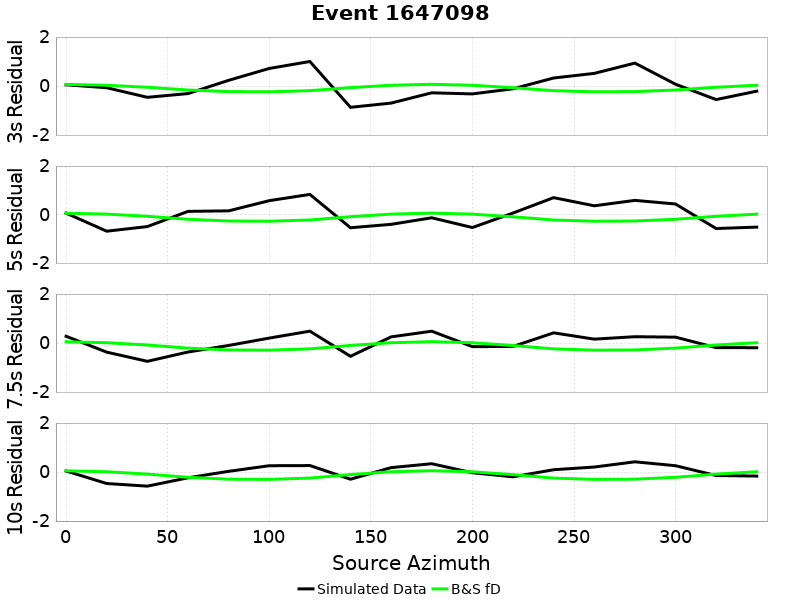 Event 1647098
3s Residual
2
0
-2
5s Residual
2
0
-2
7.5s Residual
2
0
-2
10s Residual
2
0
-2
0 50 100 150 200 250 300
Source Azimuth
Simulated Data B&S fD